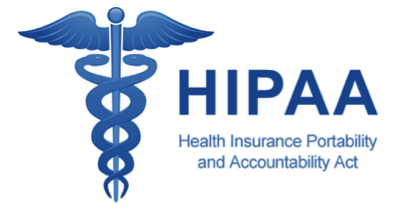 HIPAA
Health Insurance Portability
and Accountability Act